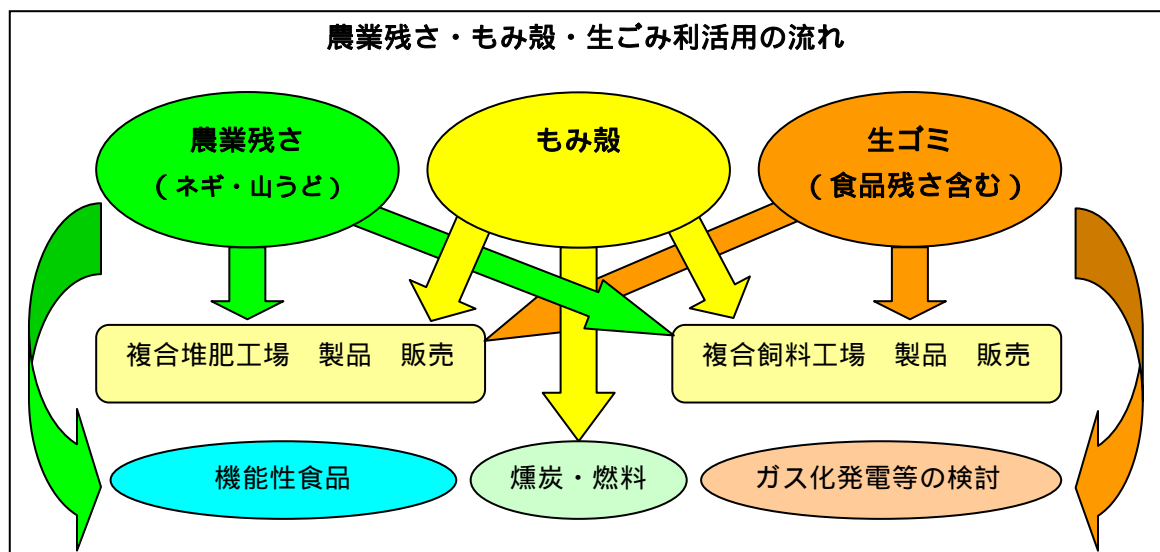 農業残さ・もみ殻・生ごみ利活用の流れ
農業残さ
（ネギ・山うど）
もみ殻
生ゴミ
（食品残さ含む）
複合堆肥工場　製品　販売
複合飼料工場　製品　販売
機能性食品
燻炭・燃料
ガス化発電等の検討